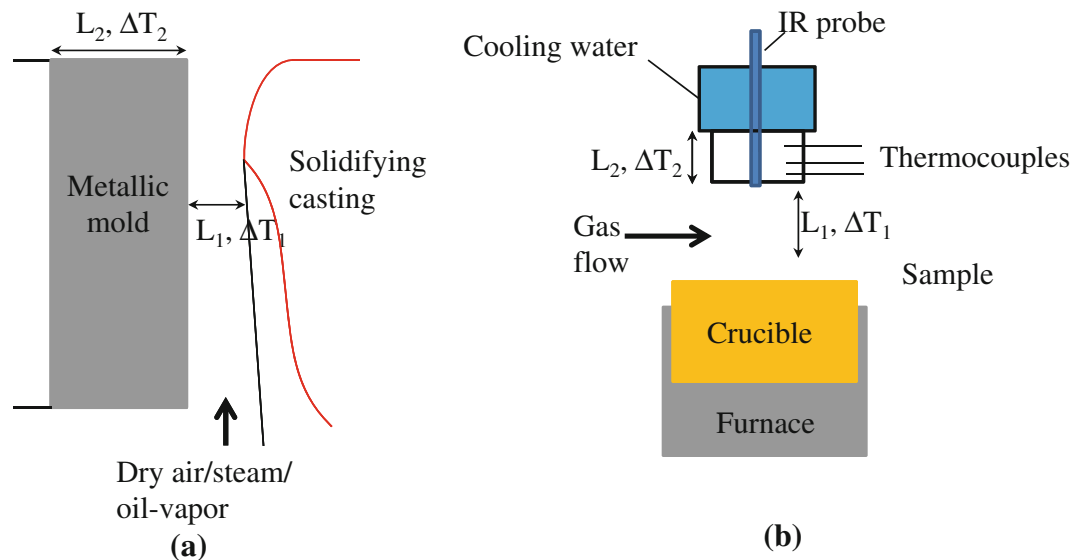 L2, ΔT2
Metallic
mold
L1, ΔT1
Solidifying
casting
Dry air/steam/
oil-vapor
(a)
IR probe
Cooling water
L2, ΔT2
Thermocouples
L1, ΔT1
Gas
flow
Sample
Crucible
Furnace
(b)